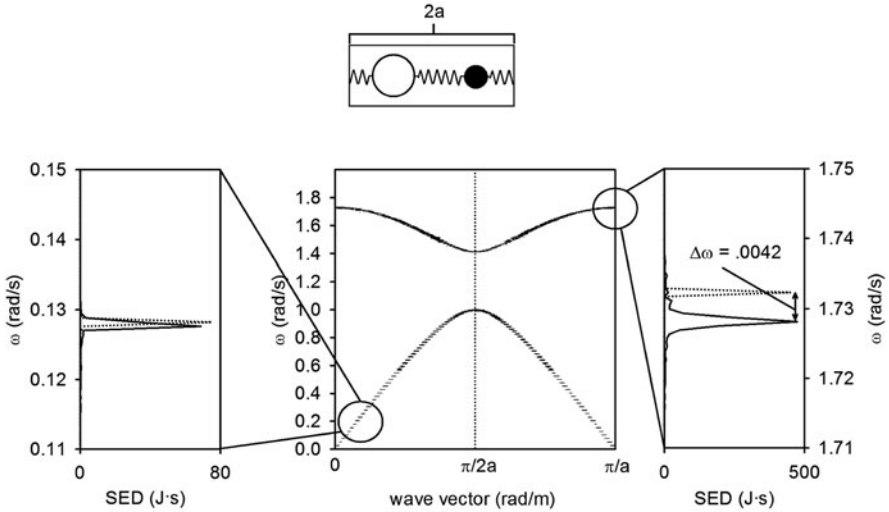 2a
0.15
0.14
0.13
0.12
0.11
ω (rad/s)
0
80
SED (J·s)
1.8
1.6
1.4
1.2
1.0
0.8
0.6
0.4
0.2
0.0
ω (rad/s)
0
π/2a
π/a
wave vector (rad/m)
Δω = .0042
1.75
1.74
1.73
1.72
1.71
ω (rad/s)
0
500
SED (J·s)